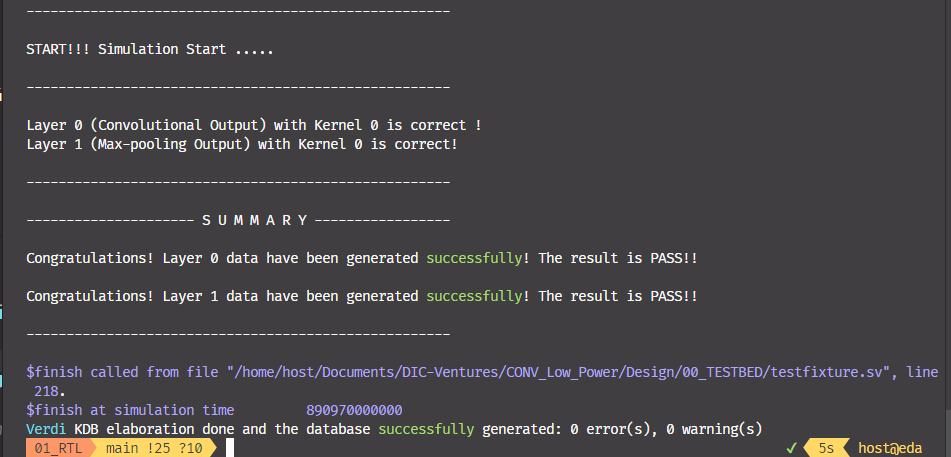 -----------------------------------------------------
START!!! Simulation Start .....
-----------------------------------------------------
Layer 0 (Convolutional Output) with Kernel 0 is correct !
Layer 1 (Max-pooling Output) with Kernel 0 is correct!
-----------------------------------------------------
--------------------- S U M M A R Y -----------------
Congratulations! Layer 0 data have been generated successfully! The result is PASS!!
Congratulations! Layer 1 data have been generated successfully! The result is PASS!!
-----------------------------------------------------
$finish called from file "/home/host/Documents/DIC-Ventures/CONV_Low_Power/Design/00_TESTBED/testfixture.sv", line
218.
$finish at simulation time         890970000000
Verdi KDB elaboration done and the database successfully generated: 0 error(s), 0 warning(s)
01_RTL main !25 ?10 ✓ 5s host@eda